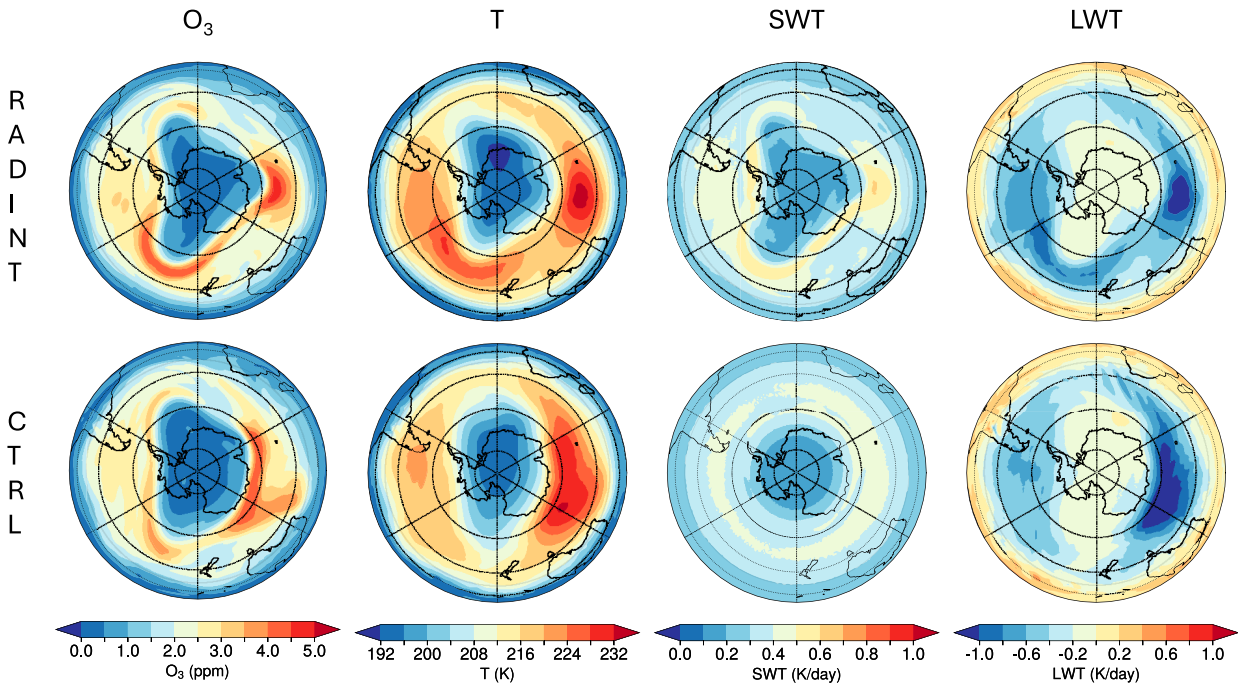 O₃ T SWT LWT
RADINT
CTRL
0.0 1.0 2.0 3.0 4.0 5.0
O₃ (ppm)
192 200 208 216 224 232
T (K)
0.0 0.2 0.4 0.6 0.8 1.0
SWT (K/day)
-1.0 -0.6 -0.2 0.2 0.6 1.0
LWT (K/day)